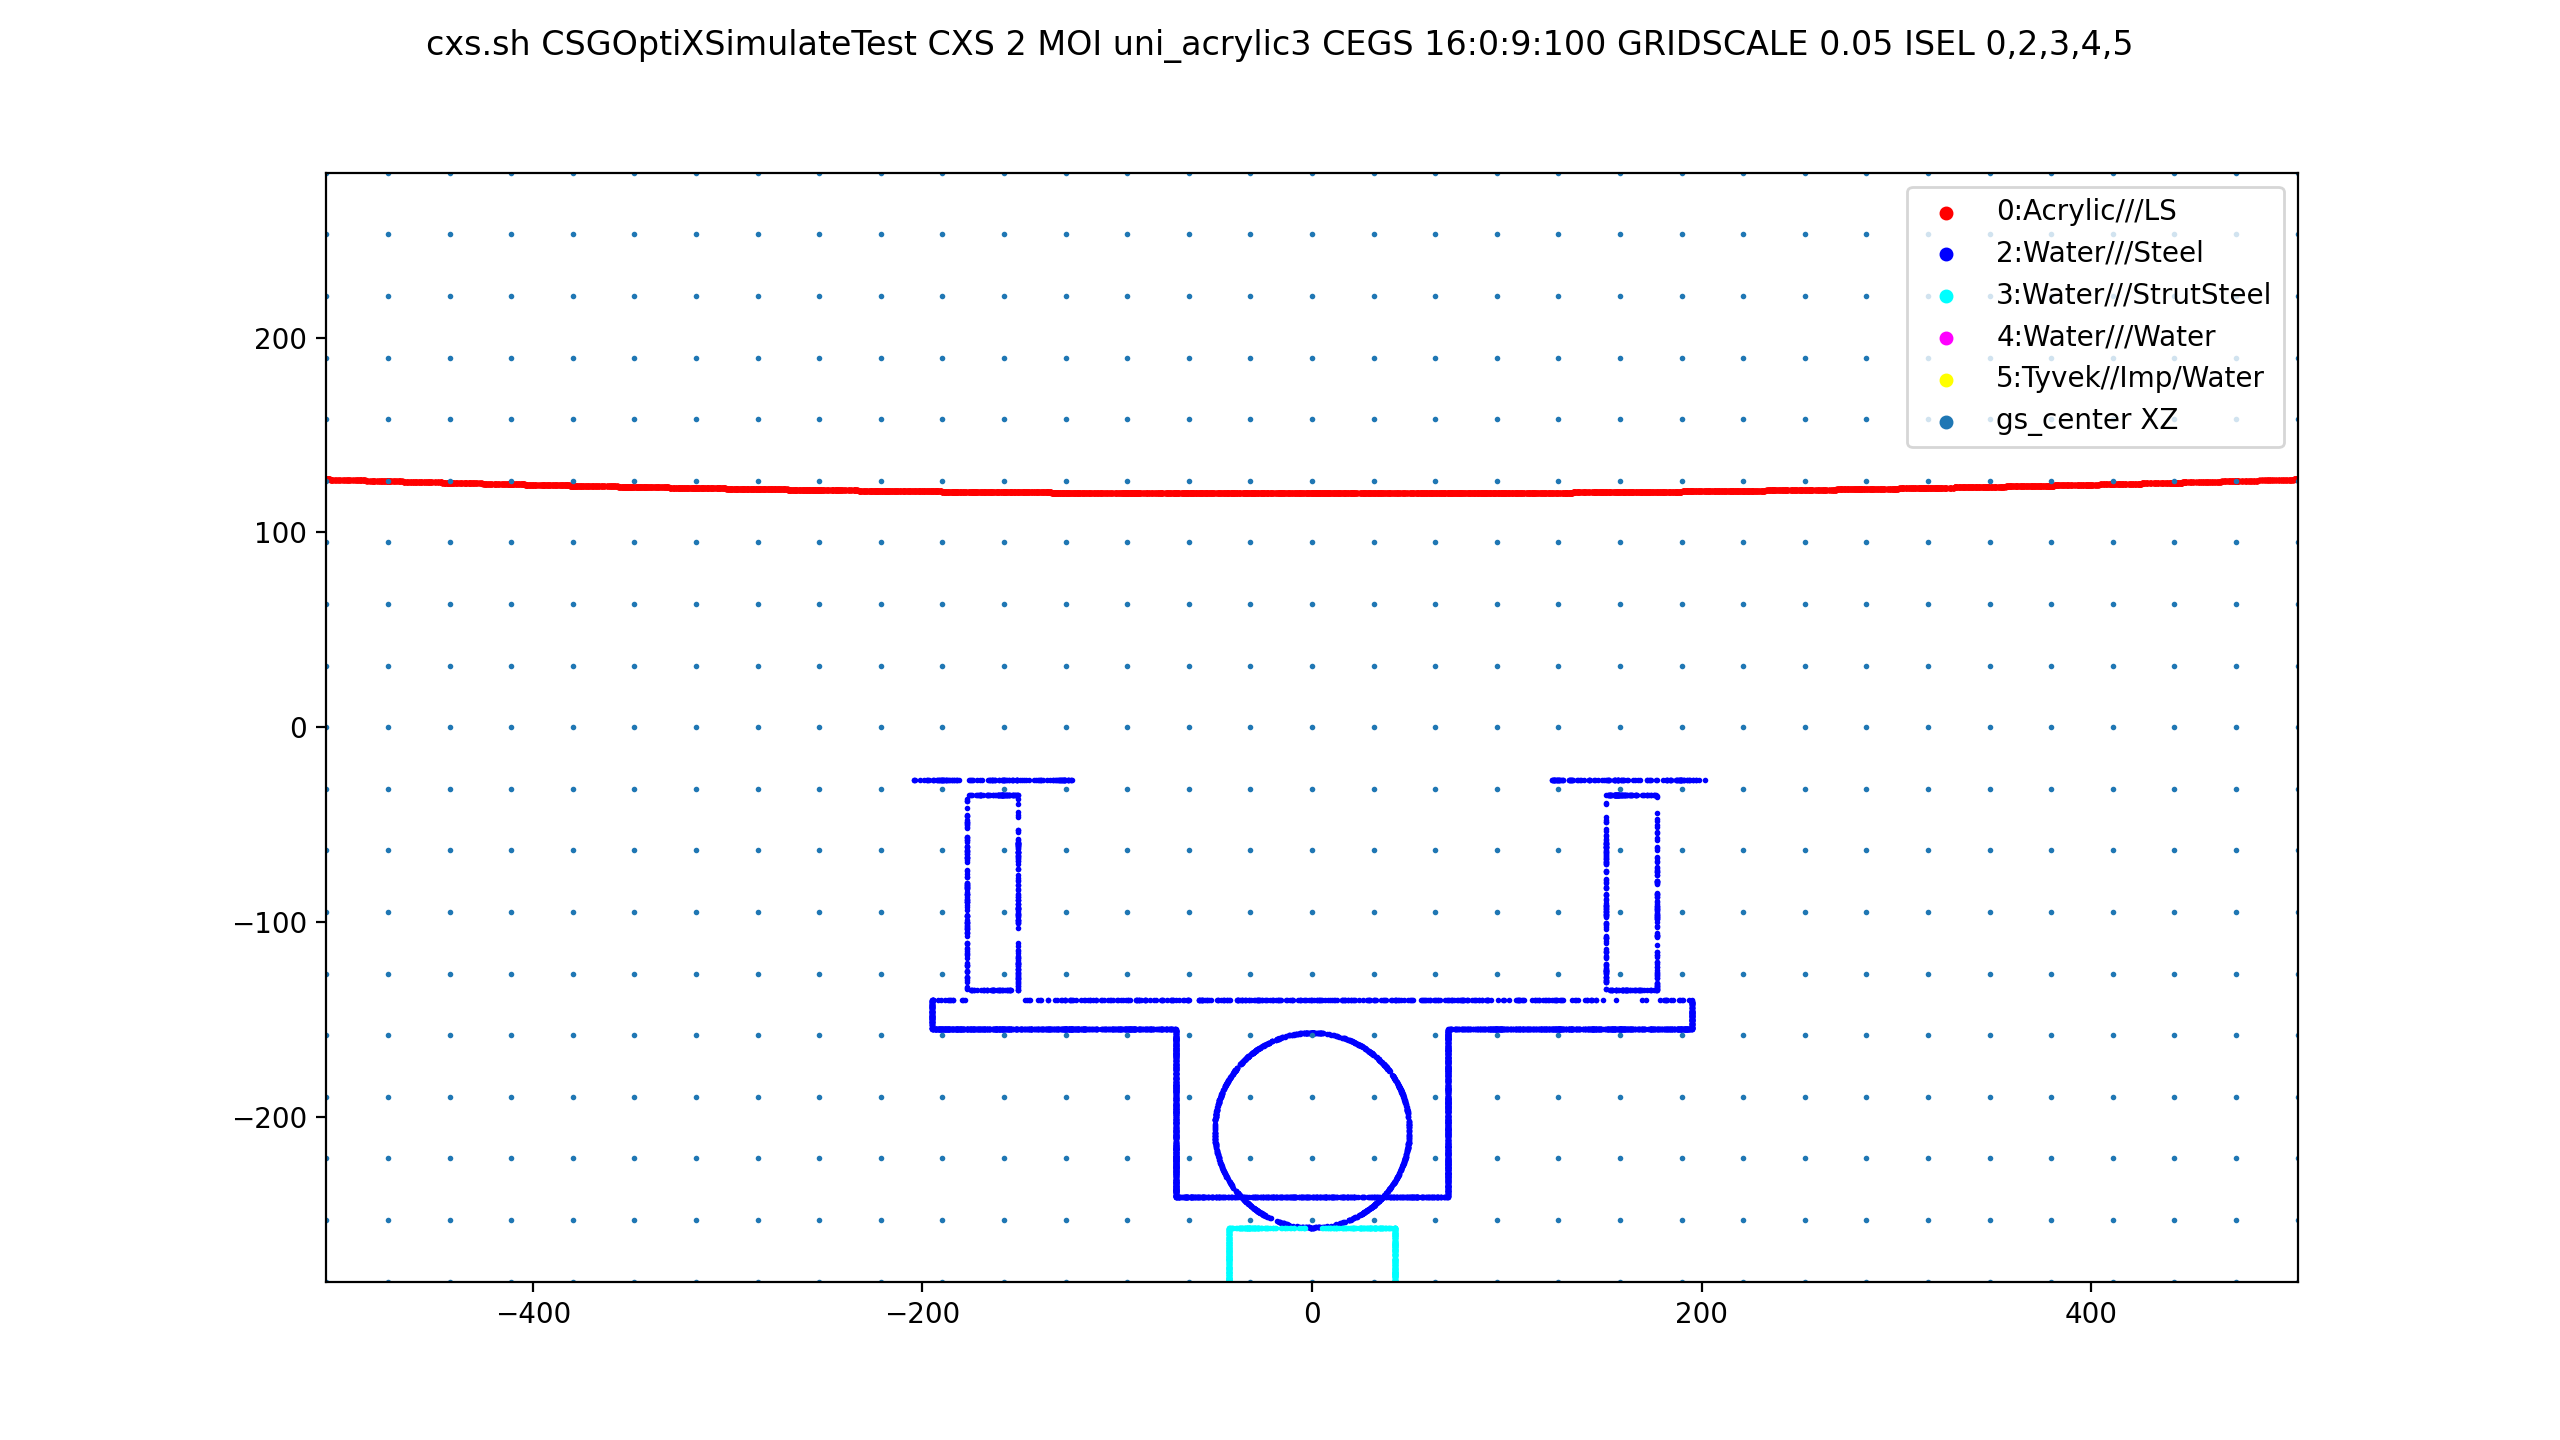 cxs.sh CSGOptiXSimulateTest CXS 2 MOI uni_acrylic3 CEGS 16:0:9:100 GRIDSCALE 0.05 ISEL 0,2,3,4,5
0:Acrylic///LS
2:Water///Steel
3:Water///StrutSteel
4:Water///Water
5:Tyvek//Imp/Water
gs_center XZ
200
100
0
−100
−200
−400
−200
0
200
400